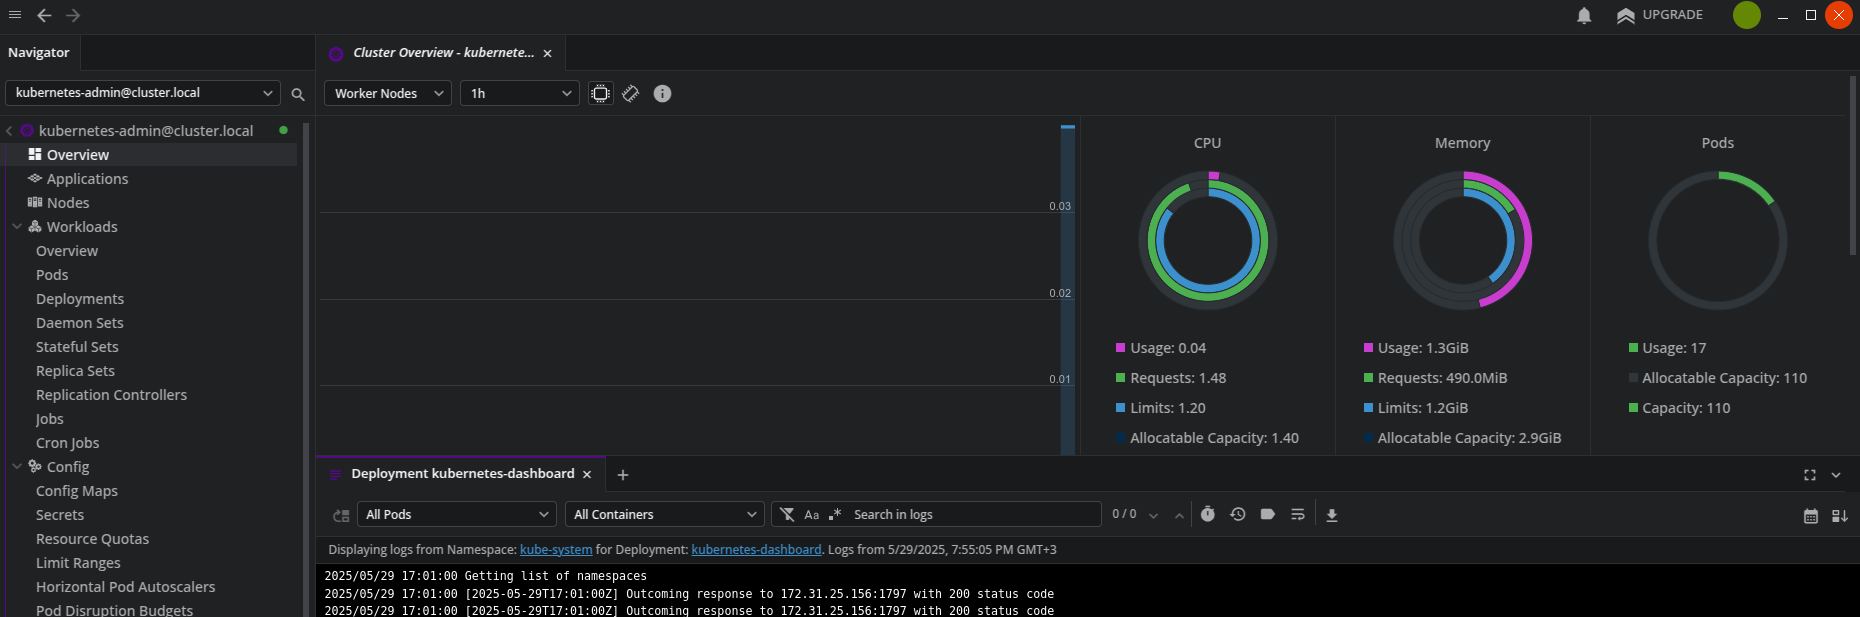 UPGRADE
Navigator
Cluster Overview - kubernete...
kubernetes-admin@cluster.local
Worker Nodes
1h
kubernetes-admin@cluster.local
Overview
Applications
Nodes
Workloads
Overview
Pods
Deployments
Daemon Sets
Stateful Sets
Replica Sets
Replication Controllers
Jobs
Cron Jobs
Config
Config Maps
Secrets
Resource Quotas
Limit Ranges
Horizontal Pod Autoscalers
Pod Disruption Budgets
0.03
0.02
0.01
CPU
Usage: 0.04
Requests: 1.48
Limits: 1.20
Allocatable Capacity: 1.40
Memory
Usage: 1.3GiB
Requests: 490.0MiB
Limits: 1.2GiB
Allocatable Capacity: 2.9GiB
Pods
Usage: 17
Allocatable Capacity: 110
Capacity: 110
Deployment kubernetes-dashboard
All Pods
All Containers
Aa
.*
Search in logs
0 / 0
Displaying logs from Namespace: kube-system for Deployment: kubernetes-dashboard. Logs from 5/29/2025, 7:55:05 PM GMT+3
2025/05/29 17:01:00 Getting list of namespaces
2025/05/29 17:01:00 [2025-05-29T17:01:00Z] Outcoming response to 172.31.25.156:1797 with 200 status code
2025/05/29 17:01:00 [2025-05-29T17:01:00Z] Outcoming response to 172.31.25.156:1797 with 200 status code